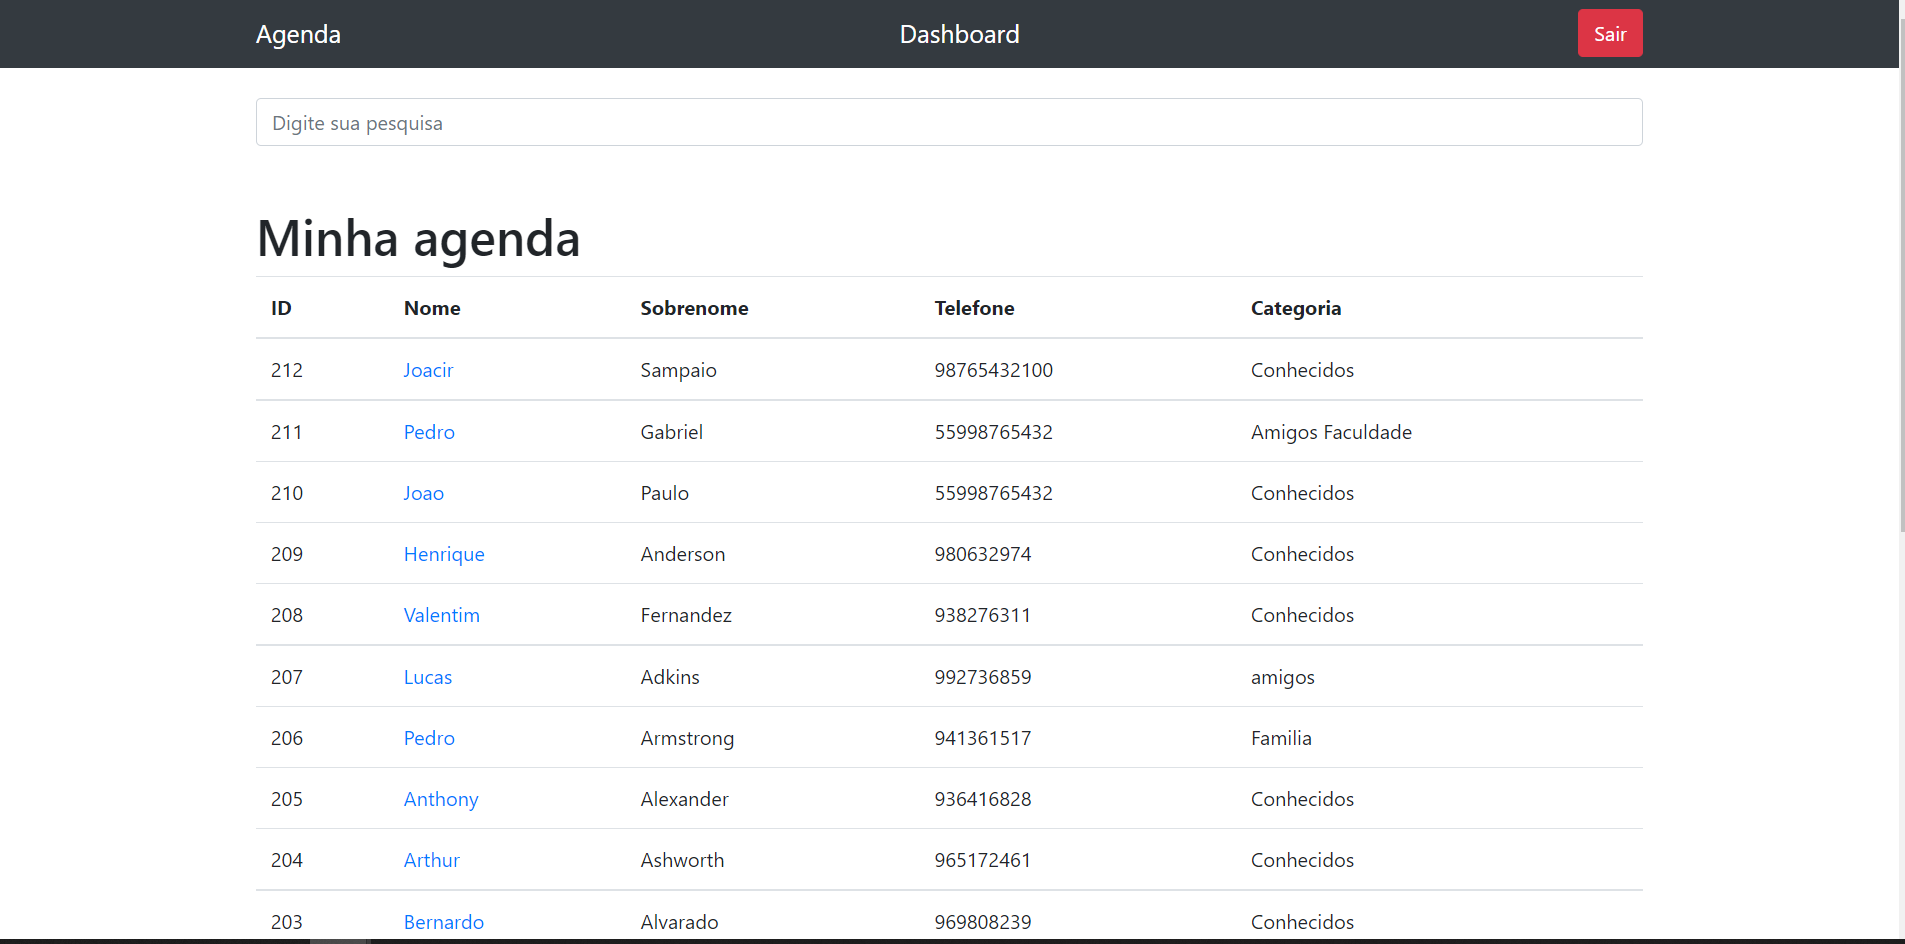 Agenda Dashboard Sair
Digite sua pesquisa
Minha agenda
ID Nome Sobrenome Telefone Categoria
212 Joacir Sampaio 98765432100 Conhecidos
211 Pedro Gabriel 55998765432 Amigos Faculdade
210 Joao Paulo 55998765432 Conhecidos
209 Henrique Anderson 980632974 Conhecidos
208 Valentim Fernandez 938276311 Conhecidos
207 Lucas Adkins 992736859 amigos
206 Pedro Armstrong 941361517 Familia
205 Anthony Alexander 936416828 Conhecidos
204 Arthur Ashworth 965172461 Conhecidos
203 Bernardo Alvarado 969808239 Conhecidos